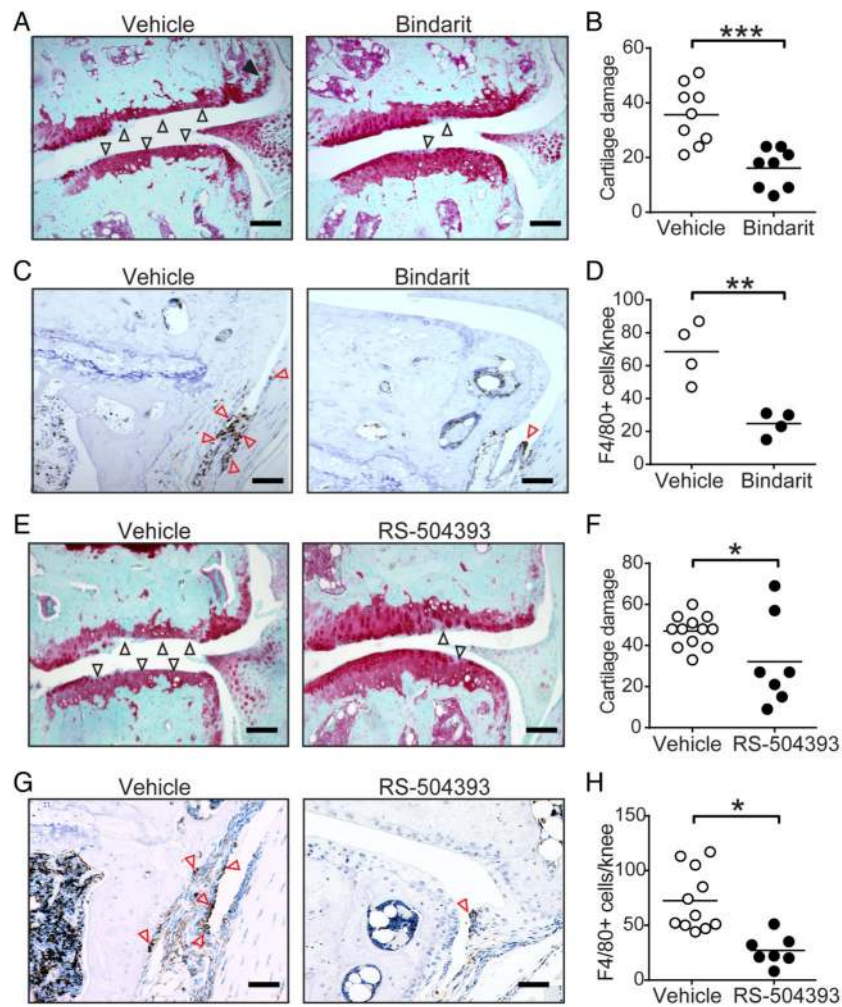 A
Vehicle
Bindarit
B
***
60
40
20
0
Cartilage damage
Vehicle
Bindarit
C
Vehicle
Bindarit
D
**
100
80
60
40
20
0
F4/80+ cells/knee
Vehicle
Bindarit
E
Vehicle
RS-504393
F
*
80
60
40
20
0
Cartilage damage
Vehicle
RS-504393
G
Vehicle
RS-504393
H
*
150
100
50
0
F4/80+ cells/knee
Vehicle
RS-504393